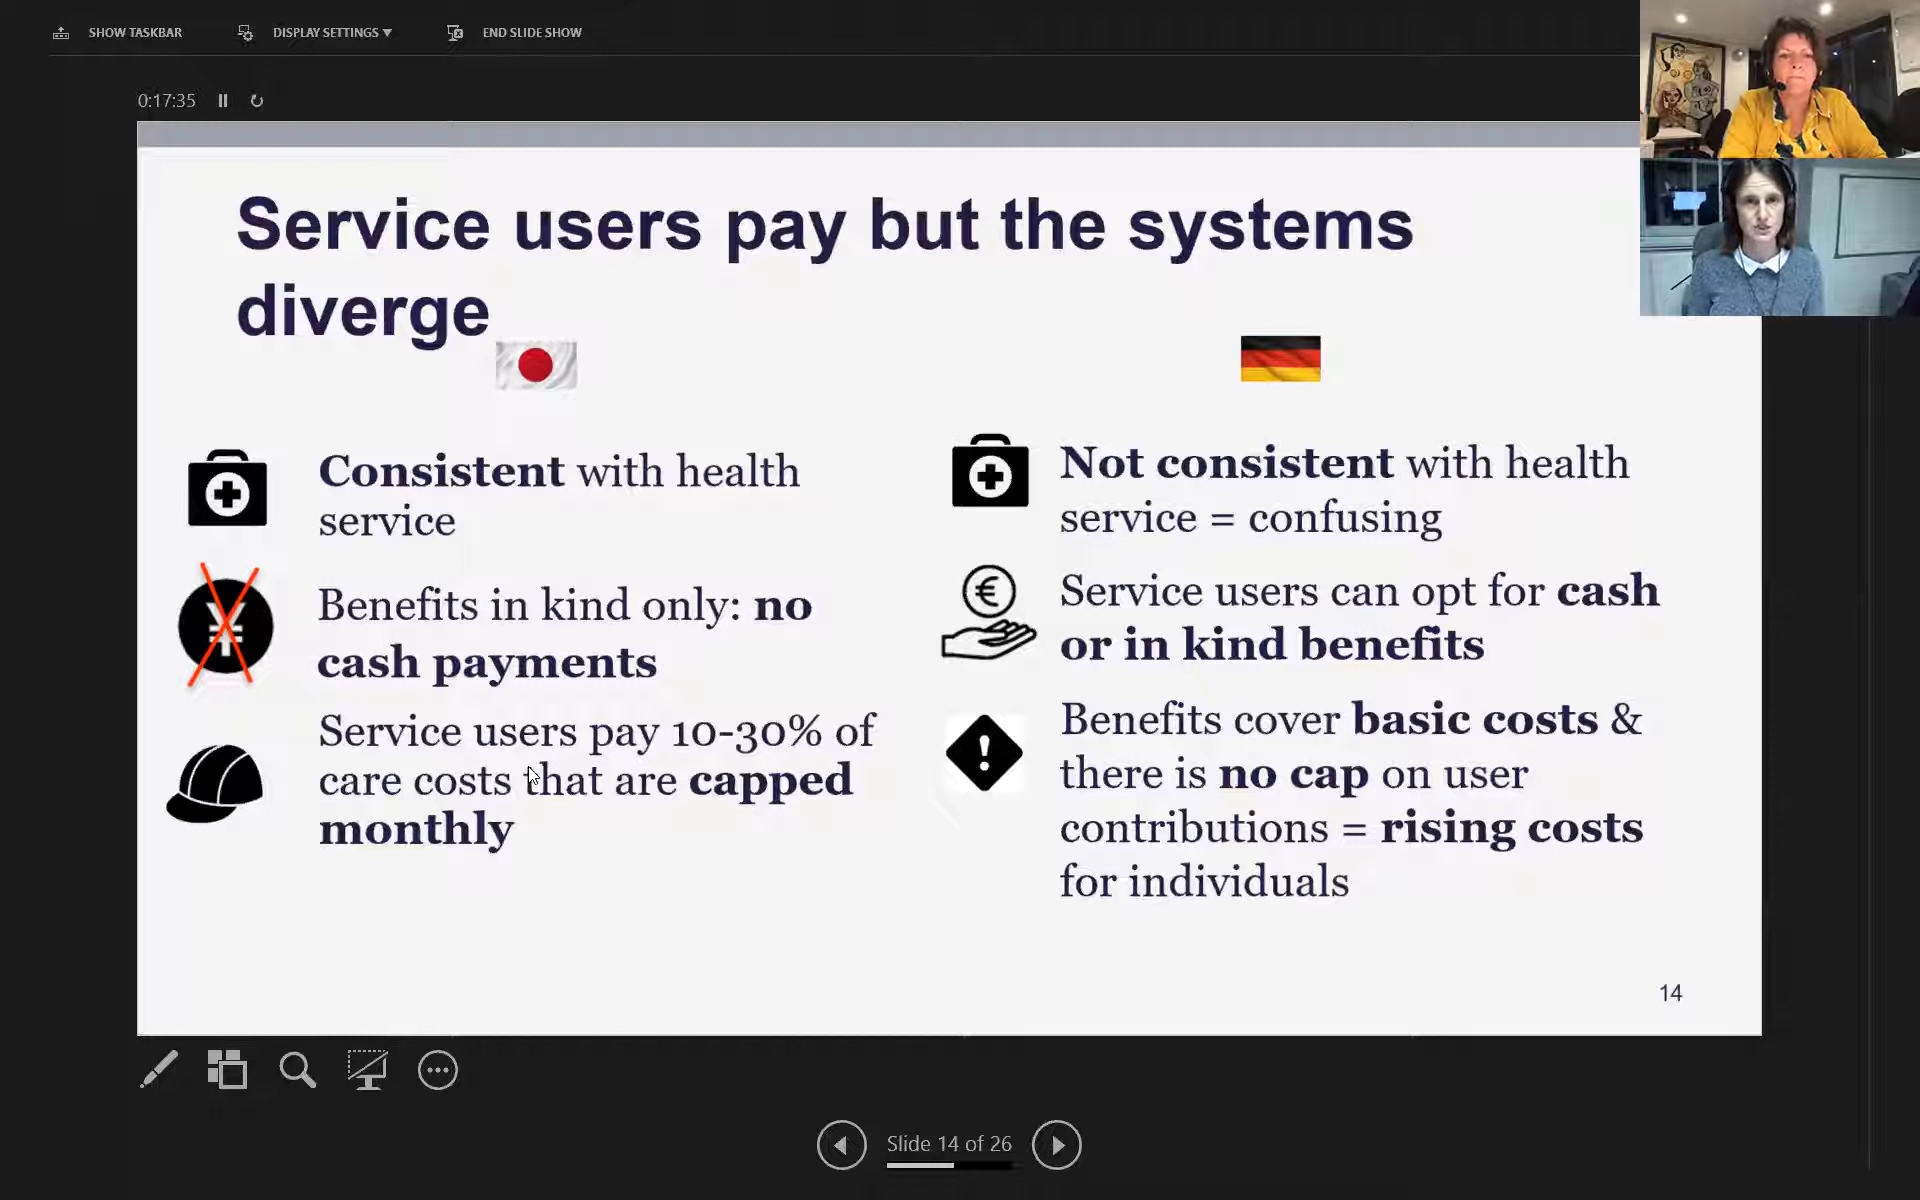 SHOW TASKBAR
DISPLAY SETTINGS ▼
END SLIDE SHOW
0:17:35
Service users pay but the systems
diverge
Consistent with health
service
¥
Benefits in kind only: no
cash payments
Service users pay 10-30% of
care costs that are capped
monthly
Not consistent with health
service = confusing
€
Service users can opt for cash
or in kind benefits
!
Benefits cover basic costs &
there is no cap on user
contributions = rising costs
for individuals
14
Slide 14 of 26